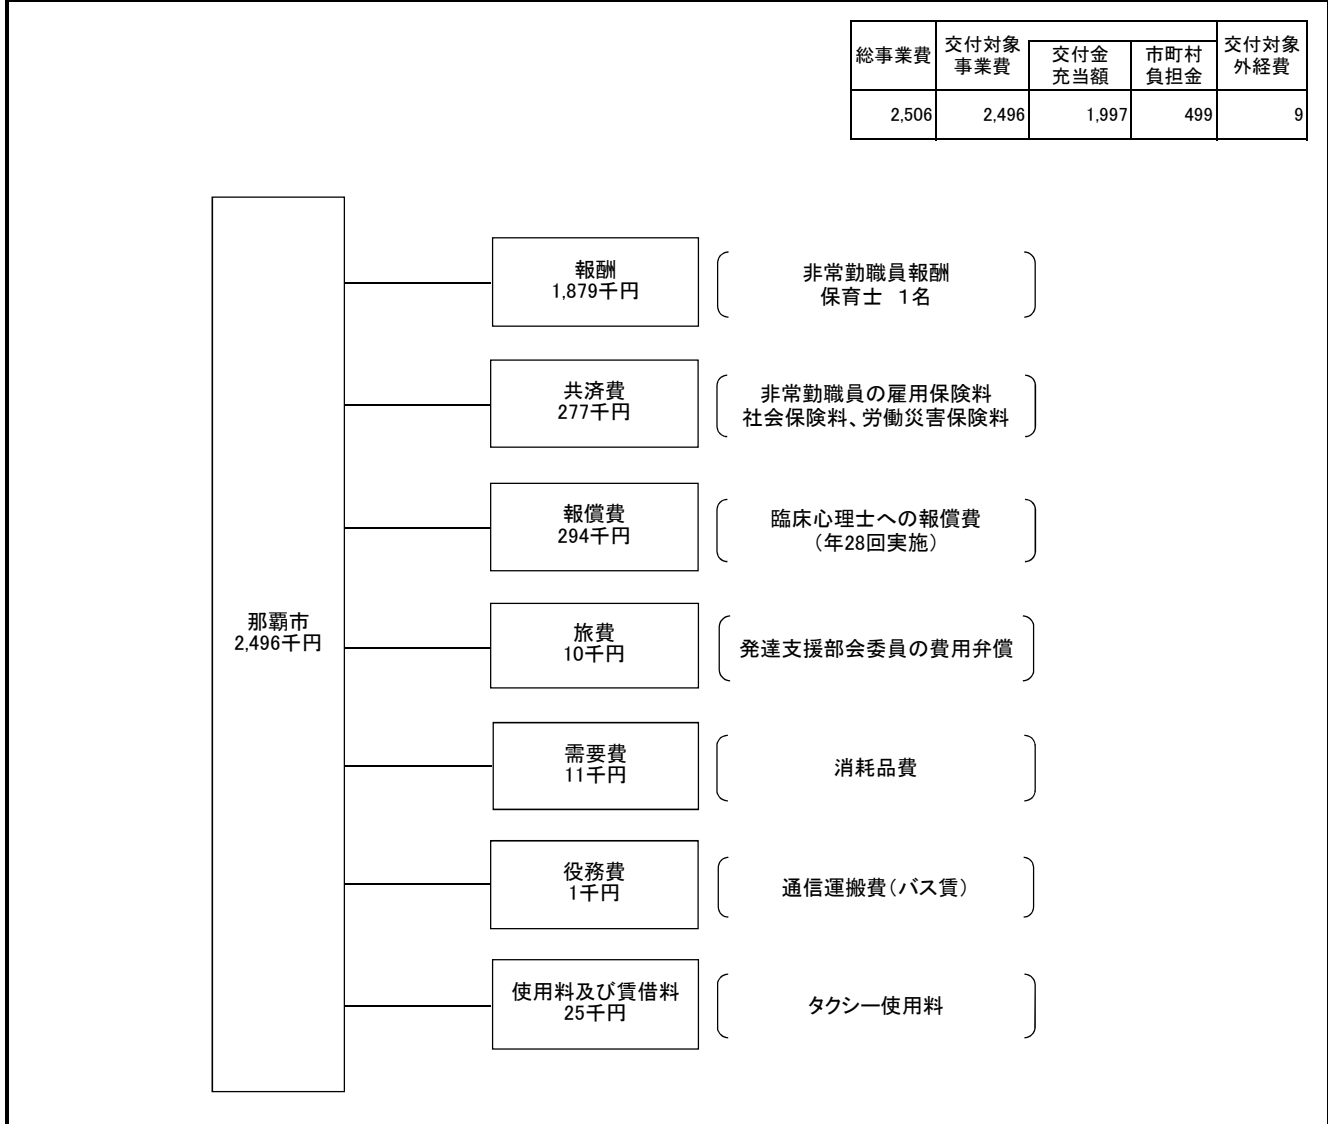 総事業費
交付対象
事業費
交付金
充当額
市町村
負担金
交付対象
外経費
2,506
2,496
1,997
499
9
那覇市
2,496千円
報酬
1,879千円
非常勤職員報酬
保育士 1名
共済費
277千円
非常勤職員の雇用保険料
社会保険料、労働災害保険料
報償費
294千円
臨床心理士への報償費
（年28回実施）
旅費
10千円
発達支援部会委員の費用弁償
需要費
11千円
消耗品費
役務費
1千円
通信運搬費（バス賃）
使用料及び賃借料
25千円
タクシー使用料